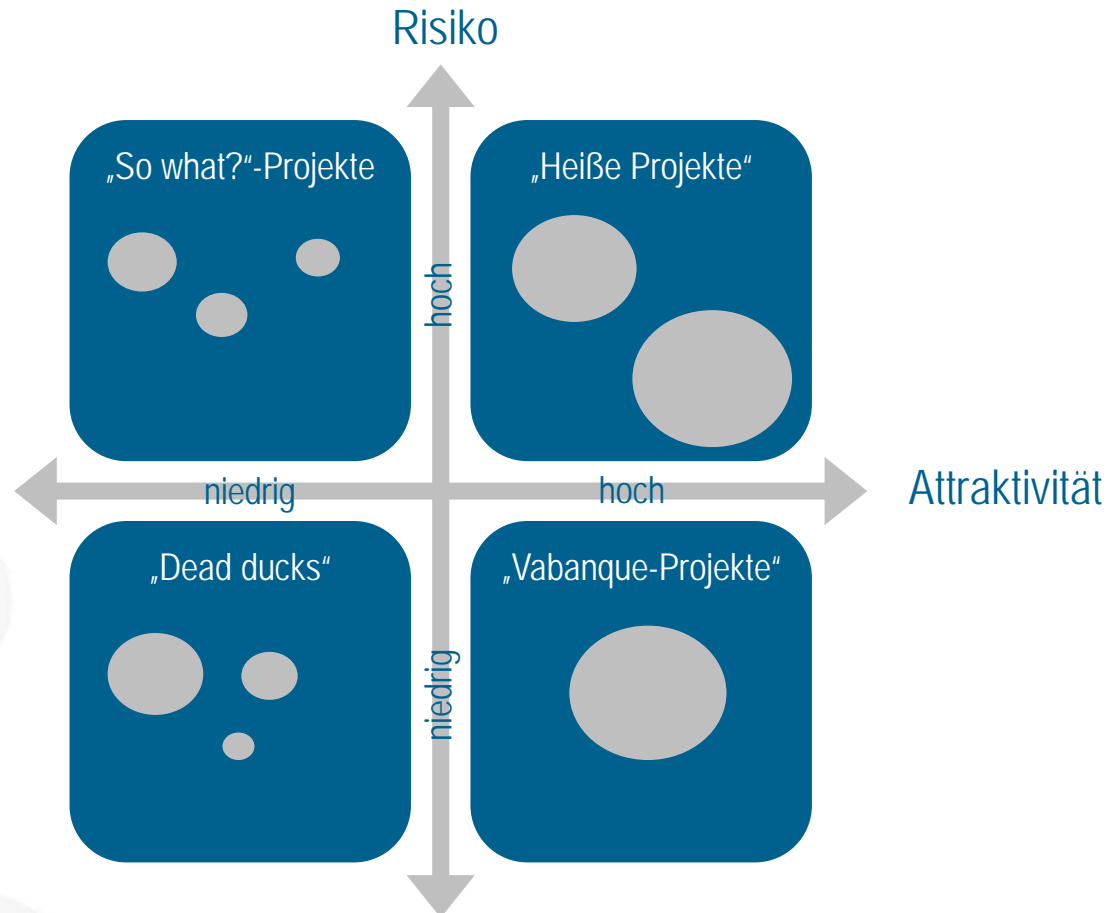 Risiko
„So what?“-Projekte
„Heiße Projekte“
hoch
niedrig
hoch
Attraktivität
„Dead ducks“
„Vabanque-Projekte“
niedrig